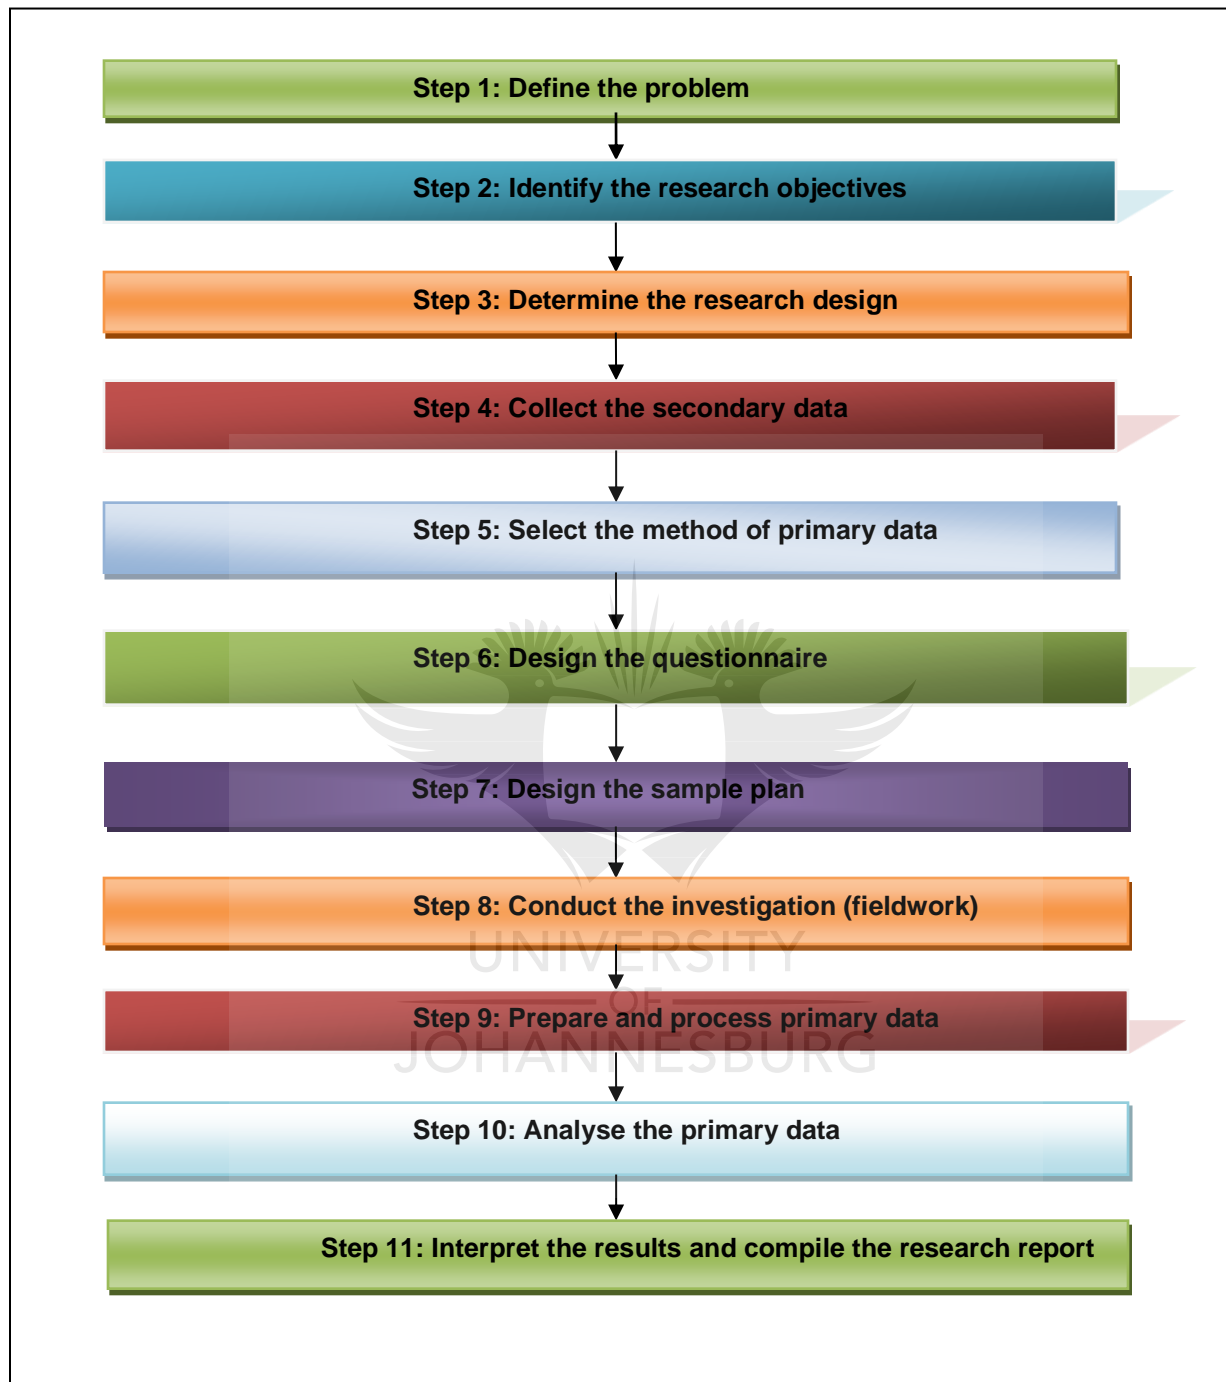 Step 1: Define the problem
Step 2: Identify the research objectives
Step 3: Determine the research design
Step 4: Collect the secondary data
Step 5: Select the method of primary data
Step 6: Design the questionnaire
Step 7: Design the sample plan
Step 8: Conduct the investigation (fieldwork)
UNIVERSITY
OF
Step 9: Prepare and process primary data
JOHANNESBURG
Step 10: Analyse the primary data
Step 11: Interpret the results and compile the research report